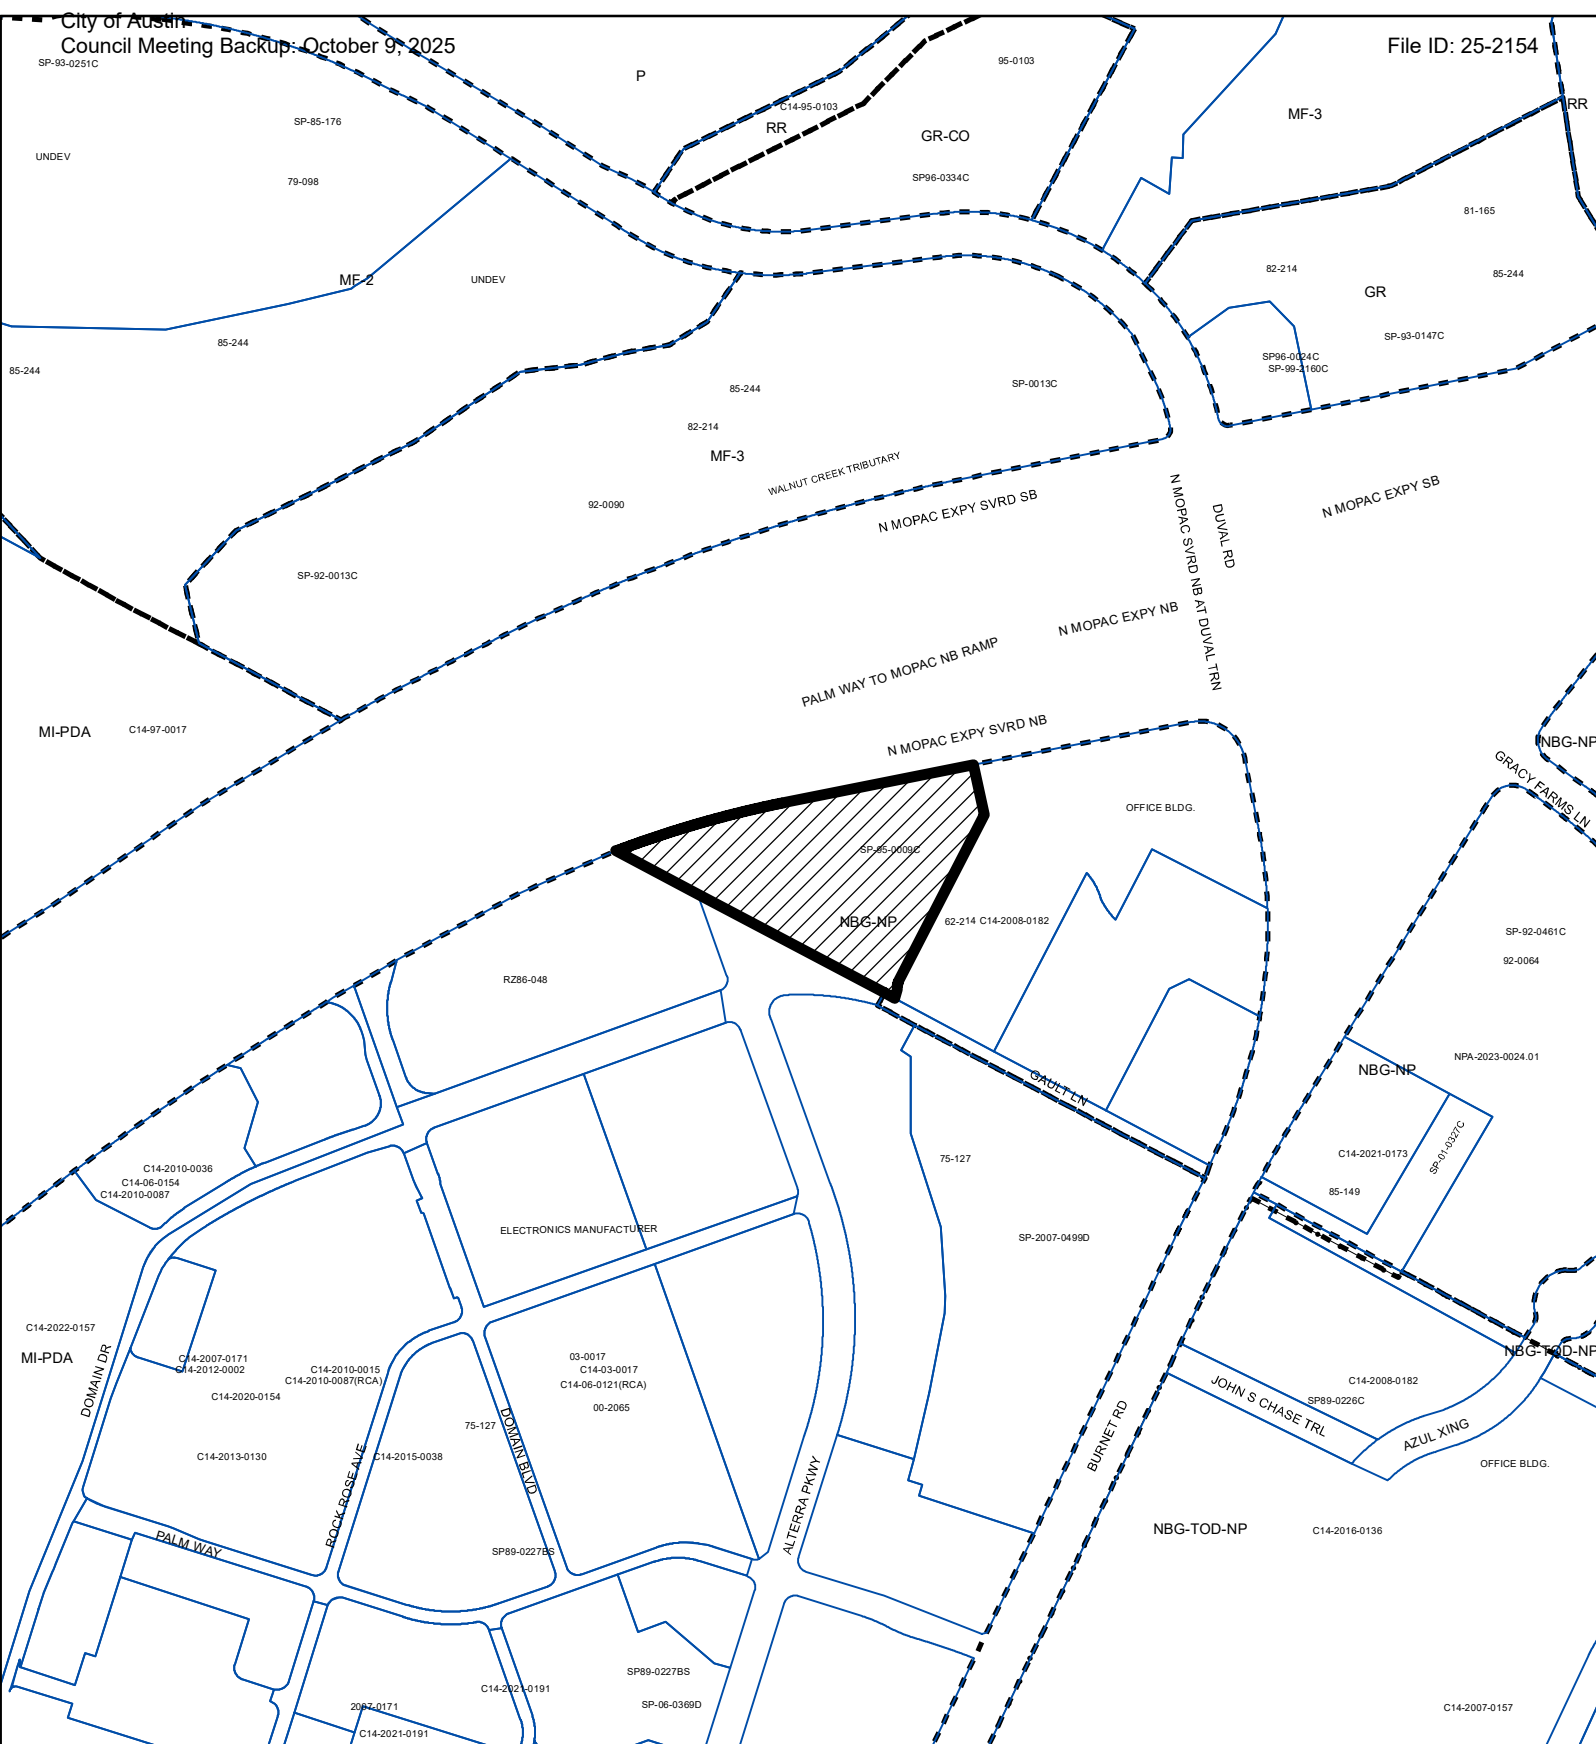 City of Austin
Council Meeting Backup: October 9, 2025
File ID: 25-2154
SP-93-0251C
P
95-0103
C14-95-0103
RR
RR
MF-3
SP-85-176
GR-CO
UNDEV
79-098
SP96-0334C
81-165
MF-2
UNDEV
82-214
85-244
GR
85-244
SP-93-0147C
85-244
SP96-0024C
SP-99-2160C
85-244
SP-0013C
82-214
MF-3
WALNUT CREEK TRIBUTARY
92-0090
N MOPAC EXPY SVRD SB
N MOPAC EXPY SB
N MOPAC SVRD NB AT DUVAL TRN
DUVAL RD
SP-92-0013C
N MOPAC EXPY NB
PALM WAY TO MOPAC NB RAMP
MI-PDA
C14-97-0017
N MOPAC EXPY SVRD NB
NBG-NP
GRACY FARMS LN
OFFICE BLDG.
SP-95-0009C
NBG-NP
62-214
C14-2008-0182
SP-92-0461C
92-0064
RZ86-048
NPA-2023-0024.01
NBG-NP
GAULT LN
SP-01-0327C
C14-2021-0173
75-127
C14-2010-0036
C14-06-0154
C14-2010-0087
85-149
ELECTRONICS MANUFACTURER
SP-2007-0499D
C14-2022-0157
MI-PDA
NBG-TOD-NP
C14-2007-0171
C14-2012-0002
C14-2010-0015
C14-2010-0087(RCA)
C14-2020-0154
03-0017
C14-03-0017
C14-06-0121(RCA)
00-2065
C14-2008-0182
SP89-0226C
DOMAIN DR
JOHN S CHASE TRL
75-127
DOMAIN BLVD
BURNET RD
AZUL XING
C14-2013-0130
C14-2015-0038
OFFICE BLDG.
ROCK ROSE AVE
ALTERRA PKWY
PALM WAY
NBG-TOD-NP
C14-2016-0136
SP89-0227BS
SP89-0227BS
C14-2021-0191
SP-06-0369D
2007-0171
C14-2007-0157
C14-2021-0191